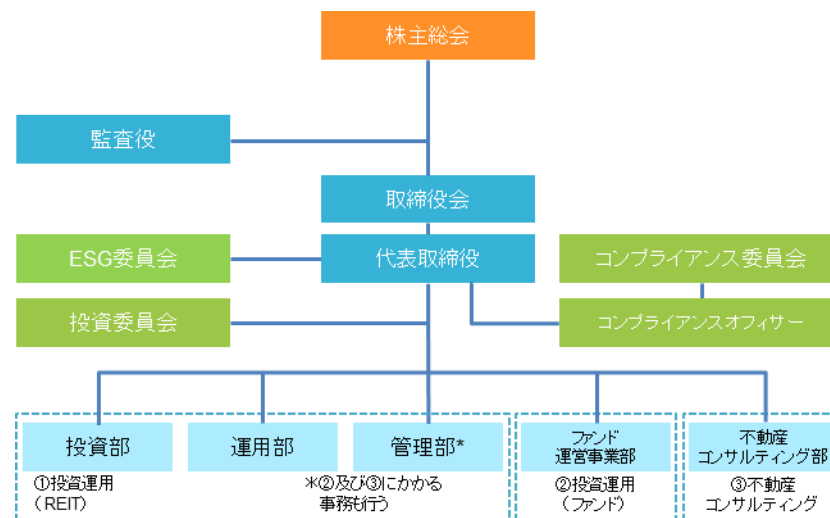 株主総会
監査役
取締役会
ESG委員会
代表取締役
コンプライアンス委員会
投資委員会
コンプライアンスオフィサー
投資部
運用部
管理部*
ファンド
運営事業部
不動産
コンサルティング部
①投資運用
(REIT)
*②及び③にかかる
事務も行う
②投資運用
(ファンド)
③不動産
コンサルティング